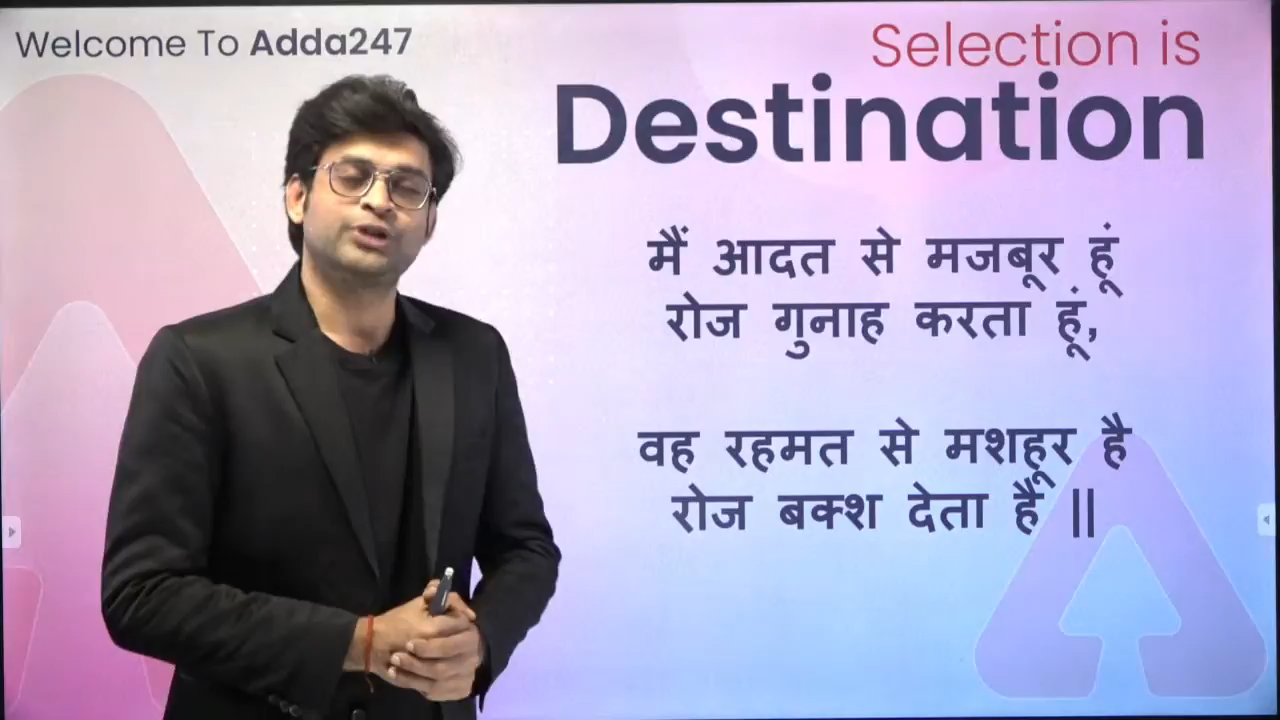 Welcome To Adda247
Selection is
Destination
मैं आदत से मजबूर हूं
रोज गुनाह करता हूं,
वह रहमत से मशहूर है
रोज बक्श देता हैं ||